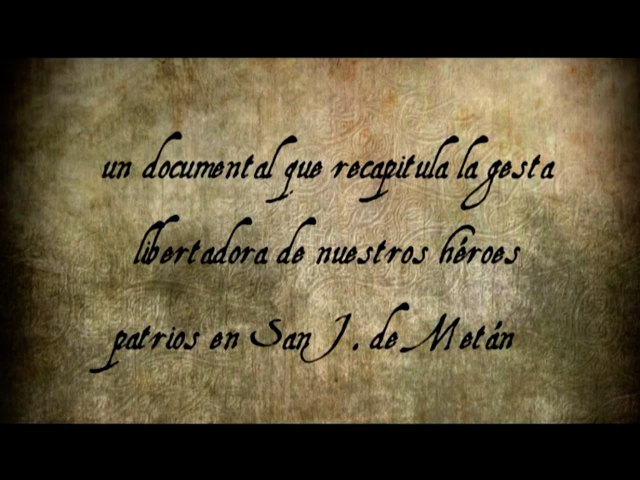 un documental que recapitula la gesta
libertadora de nuestros héroes
patrios en San J. de Metán